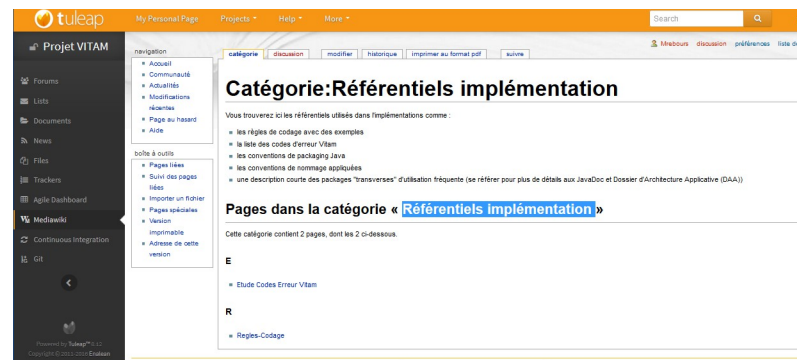 tuleap
My Personal Page
Projects
Help
More
Search
Projet VITAM
Forums
Lists
Documents
News
Files
Trackers
Agile Dashboard
Mediawiki
Continuous Integration
Git
Powered by Tuleap™
navigation
Accueil
Communauté
Actualités
Modifications
récentes
Page au hasard
Aide
boîte à outils
Pages liées
Suivi des pages
liées
Importer un fichier
Pages spéciales
Version
imprimable
Adresse de cette
version
Mrebours discussion préférences liste
catégorie
discussion
modifier
historique
imprimer au format pdf
suivre
Catégorie:Référentiels implémentation
Vous trouverez ici les référentiels utilisés dans l'implémentations comme :
les règles de codage avec des exemples
la liste des codes d'erreur Vitam
les conventions de packaging Java
les conventions de nommage appliquées
une description courte des packages "transverses" d'utilisation fréquente (se référer pour plus de détails aux JavaDoc et Dossier d'Architecture Applicative (DAA))
Pages dans la catégorie « Référentiels implémentation »
Cette catégorie contient 2 pages, dont les 2 ci-dessous.
E
Etude Codes Erreur Vitam
R
Regles-Codage